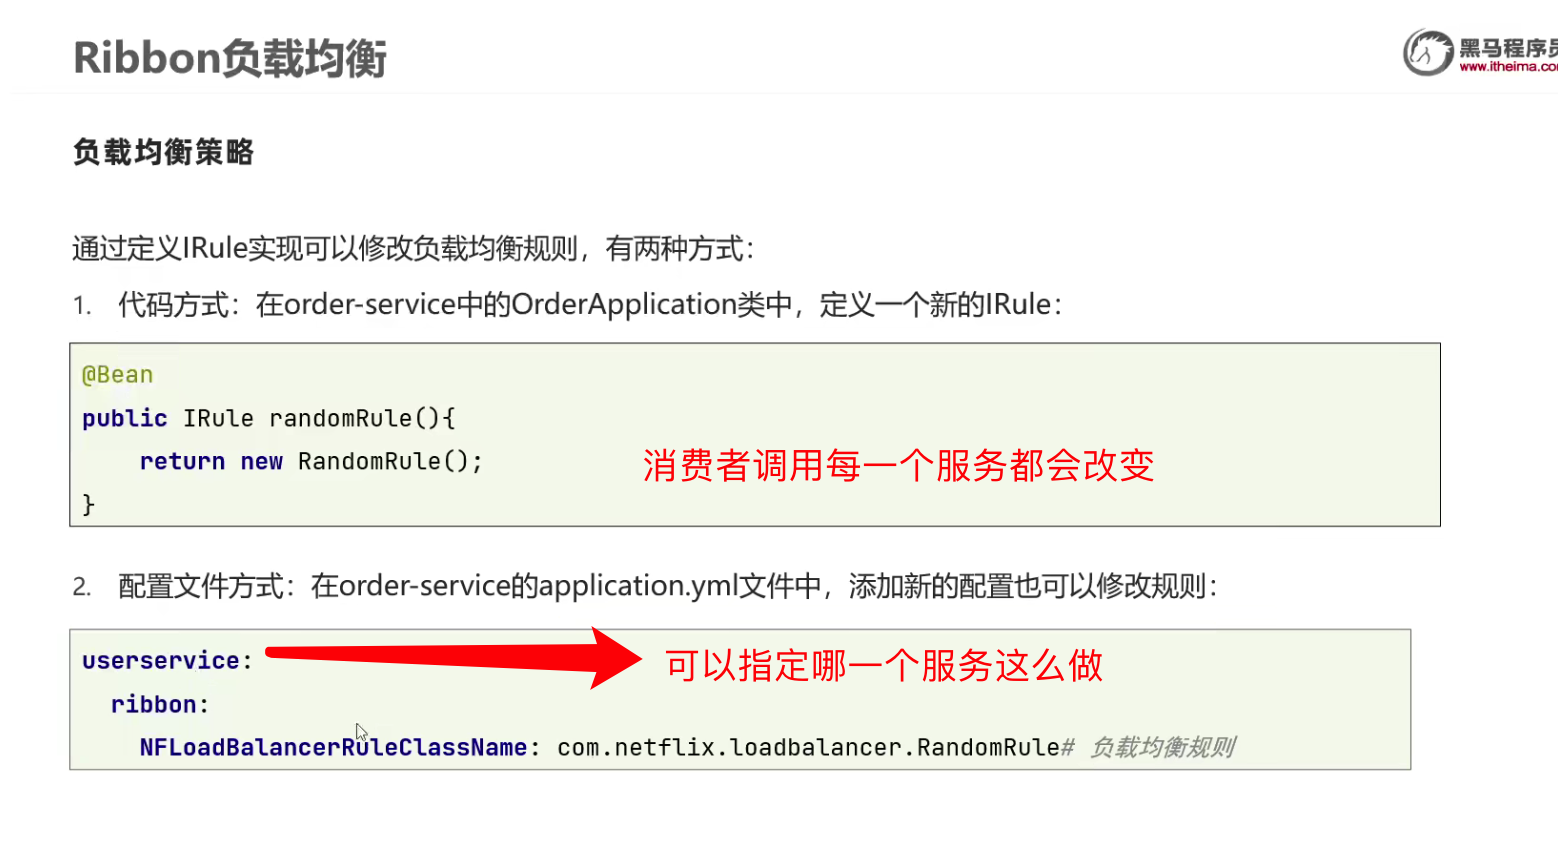 Ribbon负载均衡
黑马程序员
www.itheima.com
负载均衡策略
通过定义IRule实现可以修改负载均衡规则，有两种方式：
1. 代码方式：在order-service中的OrderApplication类中，定义一个新的IRule：
@Bean
public IRule randomRule(){
    return new RandomRule();
}
消费者调用每一个服务都会改变
2. 配置文件方式：在order-service的application.yml文件中，添加新的配置也可以修改规则：
userservice:
可以指定哪一个服务这么做
  ribbon:
    NFLoadBalancerRuleClassName: com.netflix.loadbalancer.RandomRule# 负载均衡规则